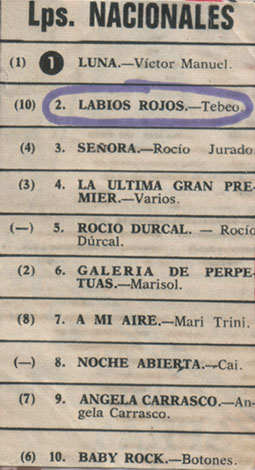 Lps. NACIONALES
(1) 1 LUNA.—Víctor Manuel.
(10) 2. LABIOS ROJOS.—Tebeo.
(4) 3. SEÑORA.—Rocío Jurado
(3) 4. LA ULTIMA GRAN PRE-
MIER.—Varios.
(—) 5. ROCIO DURCAL. — Rocío
Dúrcal.
(2) 6. GALERIA DE PERPE-
TUAS.—Marisol.
(8) 7. A MI AIRE.—Mari Trini.
(—) 8. NOCHE ABIERTA.—Cai.
(7) 9. ANGELA CARRASCO.—An-
gela Carrasco.
(6) 10. BABY ROCK.—Botones.